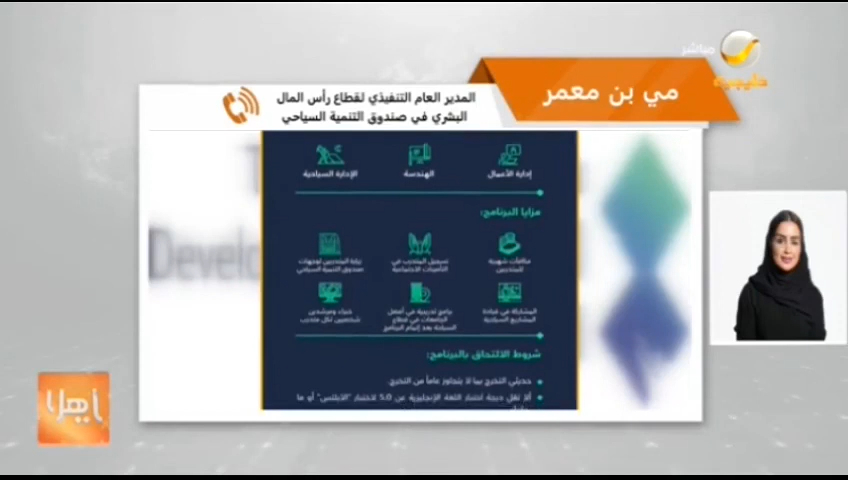 مباشر
خليجية
مي بن معمر
المدير العام التنفيذي لقطاع رأس المال
البشري في صندوق التنمية السياحي
إدارة الأعمال
الهندسة
الإدارة السياحية
مزايا البرنامج:
مكافآت شهرية
للمتدربين
تسجيل المتدرب في
التأمينات الاجتماعية
زيارة المتدربين لوجهات
صندوق التنمية السياحي
المشاركة في قيادة
المشاريع السياحية
برامج تدريبية في أفضل
الجامعات في قطاع
السياحة بعد إتمام البرنامج
خبراء ومرشدين
شخصيين لكل متدرب
شروط الالتحاق بالبرنامج:
حديثي التخرج بما لا يتجاوز عاماً من التخرج.
ألا تقل درجة اختبار اللغة الإنجليزية عن 5.0 لاختبار "الآيلتس" أو ما
Develo
يا هلا